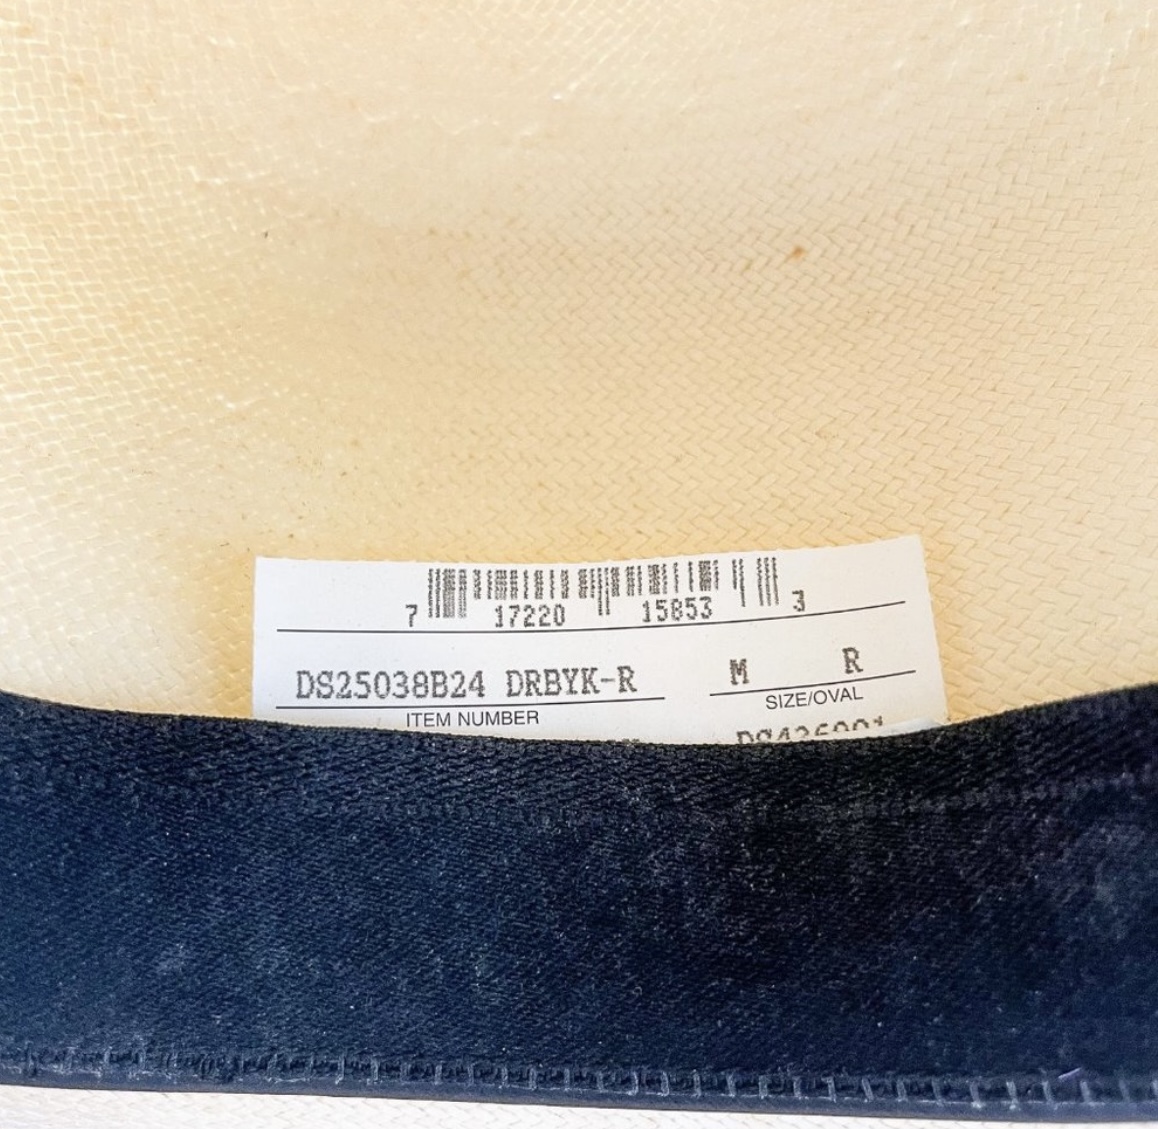 7 17220 15853 3
DS25038B24 DRBYK-R M R
ITEM NUMBER SIZE/OVAL